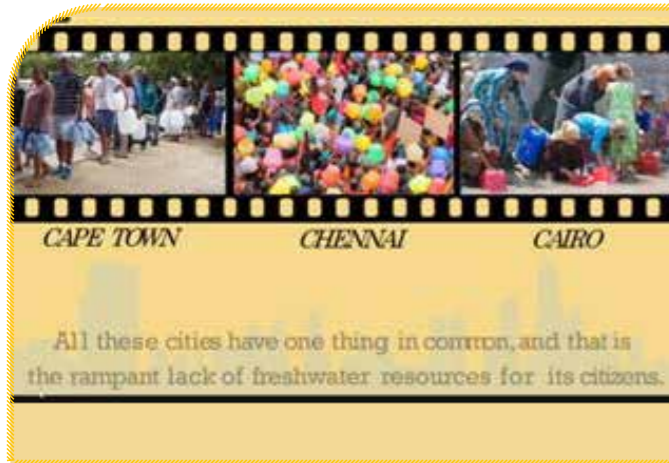 CAPE TOWN CHENNAI CAIRO
All these cities have one thing in common, and that is
the rampant lack of freshwater resources for its citizens.